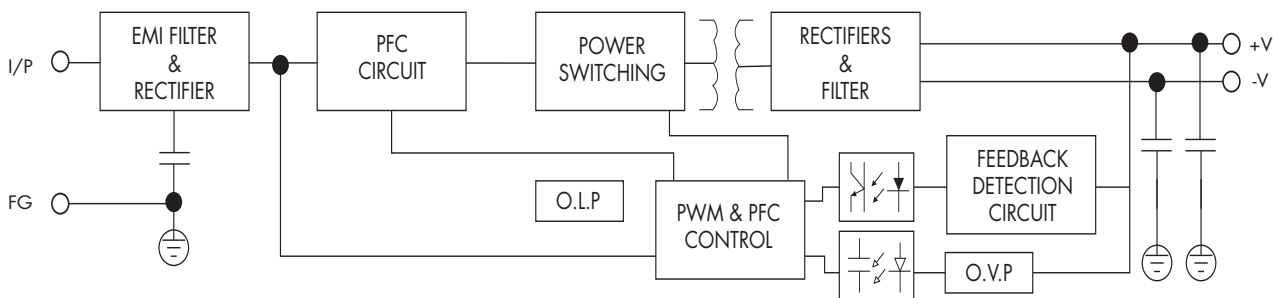 I/P
EMI FILTER
&
RECTIFIER
PFC
CIRCUIT
POWER
SWITCHING
RECTIFIERS
&
FILTER
+V
-V
FG
O.L.P
PWM & PFC
CONTROL
FEEDBACK
DETECTION
CIRCUIT
O.V.P